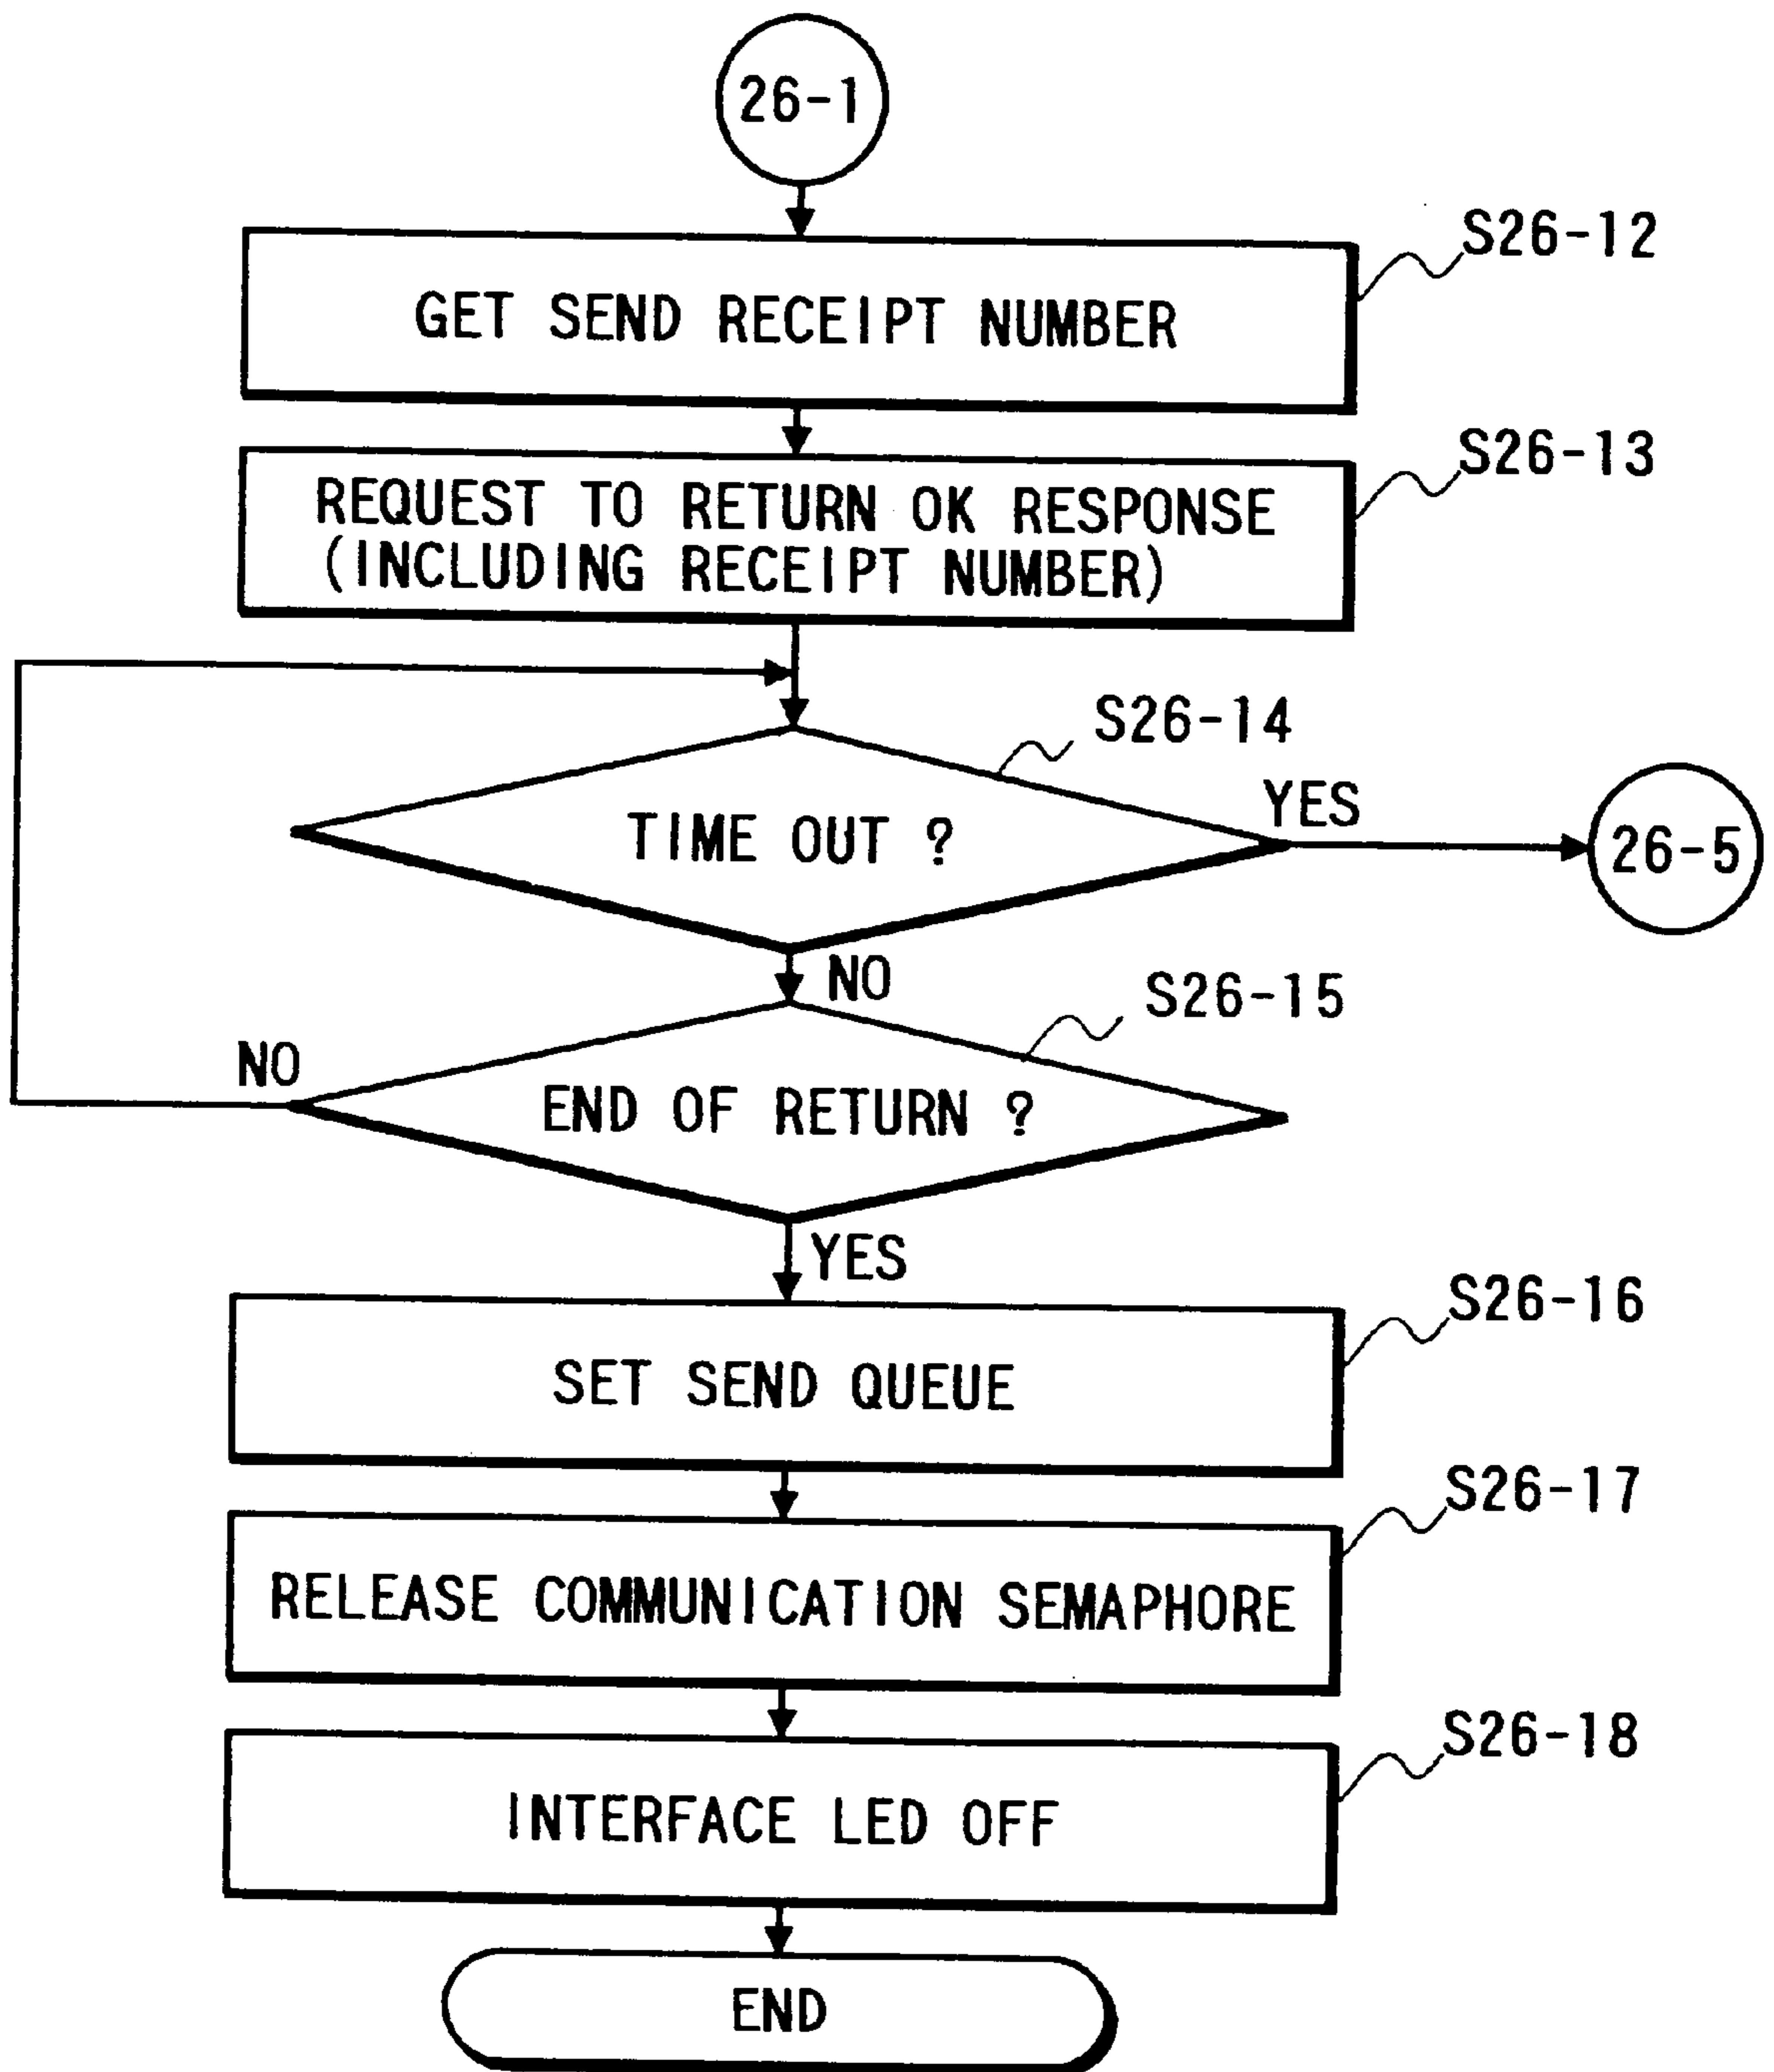 26-1
S26-12
GET SEND RECEIPT NUMBER
S26-13
REQUEST TO RETURN OK RESPONSE
(INCLUDING RECEIPT NUMBER)
S26-14
TIME OUT ?
YES
26-5
NO
S26-15
NO
END OF RETURN ?
YES
S26-16
SET SEND QUEUE
S26-17
RELEASE COMMUNICATION SEMAPHORE
S26-18
INTERFACE LED OFF
END